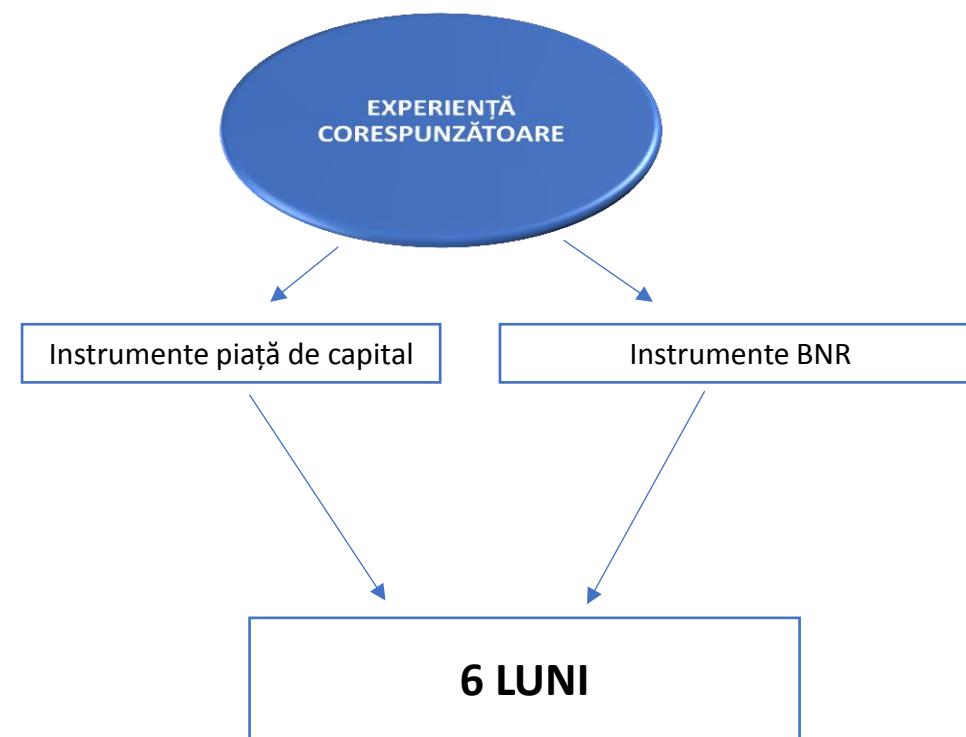 EXPERIENȚĂ
CORESPUNZĂTOARE
Instrumente piață de capital
Instrumente BNR
6 LUNI